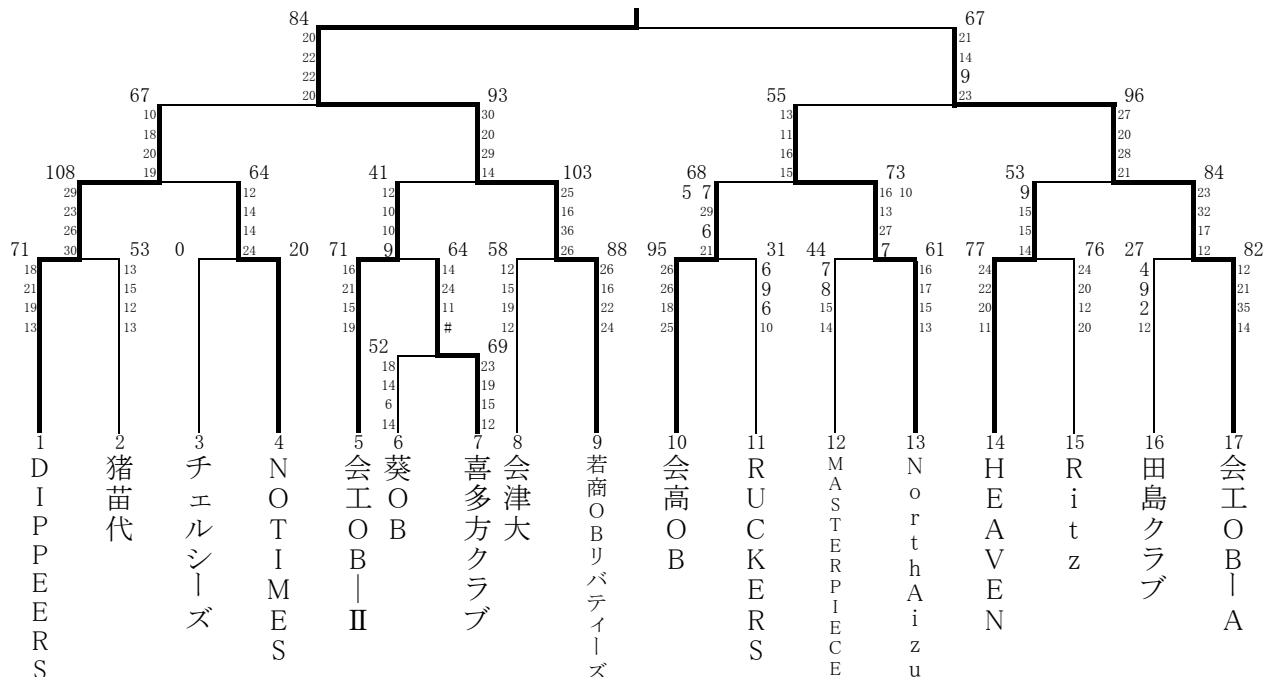 84 67
20 21
22 14
22 9
20 23
67 93 55 96
10 30 13 27
18 20 11 20
20 29 16 28
19 14 15 21
108 64 41 103 68 73 53 84
29 12 12 25 5 7 16 10 9 23
23 14 10 16 29 13 15 32
26 14 10 36 6 27 15 17
30 24 9 26 21 7 14 12
71 53 0 20 71 64 58 88 95 31 44 61 77 76 27 82
18 13 16 14 12 26 26 6 7 16 24 24 4 12
21 15 21 24 15 16 26 9 8 17 22 20 9 21
19 12 15 11 19 22 18 6 15 15 20 12 2 35
13 13 19 # 12 24 25 10 14 13 11 20 12 14
52 69
18 23
14 19
6 15
14 12
1 2 3 4 5 6 7 8 9 10 11 12 13 14 15 16 17
DIPPEERS
猪苗代
チェルシーズ
NOTIMES
会工OB―Ⅱ
葵OB
喜多方クラブ
会津大
若商OBリバティーズ
会高OB
RUCKERS
MASTERPIECE
NorthAizu
HEAVEN
Ritz
田島クラブ
会工OB―A